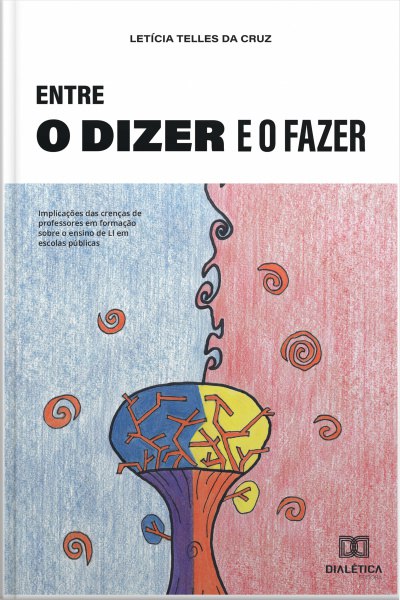 LETÍCIA TELLES DA CRUZ
ENTRE
O DIZER E O FAZER
Implicações das crenças de
professores em formação
sobre o ensino de LI em
escolas públicas
DIALÉTICA
EDITORA